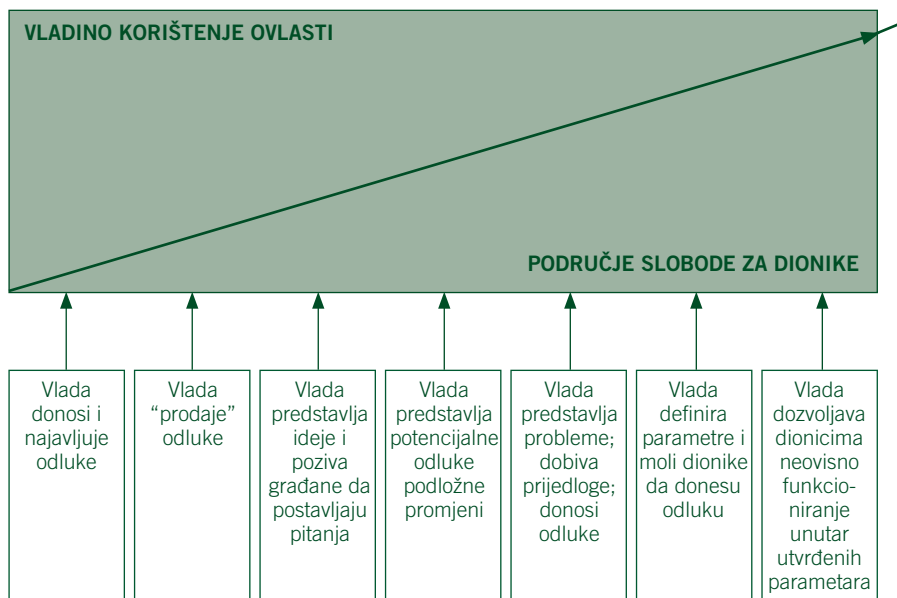 VLADINO KORIŠTENJE OVLASTI
PODRUČJE SLOBODE ZA DIONIKE
Vlada
donosi i
najavljuje
odluke
Vlada
“prodaje”
odluke
Vlada
predstavlja
ideje i
poziva
građane da
postavljaju
pitanja
Vlada
predstavlja
potencijalne
odluke
podložne
promjeni
Vlada
predstavlja
probleme;
dobiva
prijedloge;
donosi
odluke
Vlada
definira
parametre i
moli dionike
da donesu
odluku
Vlada
dozvoljava
dionicima
neovisno
funkcio-
niranje
unutar
utvrđenih
parametara